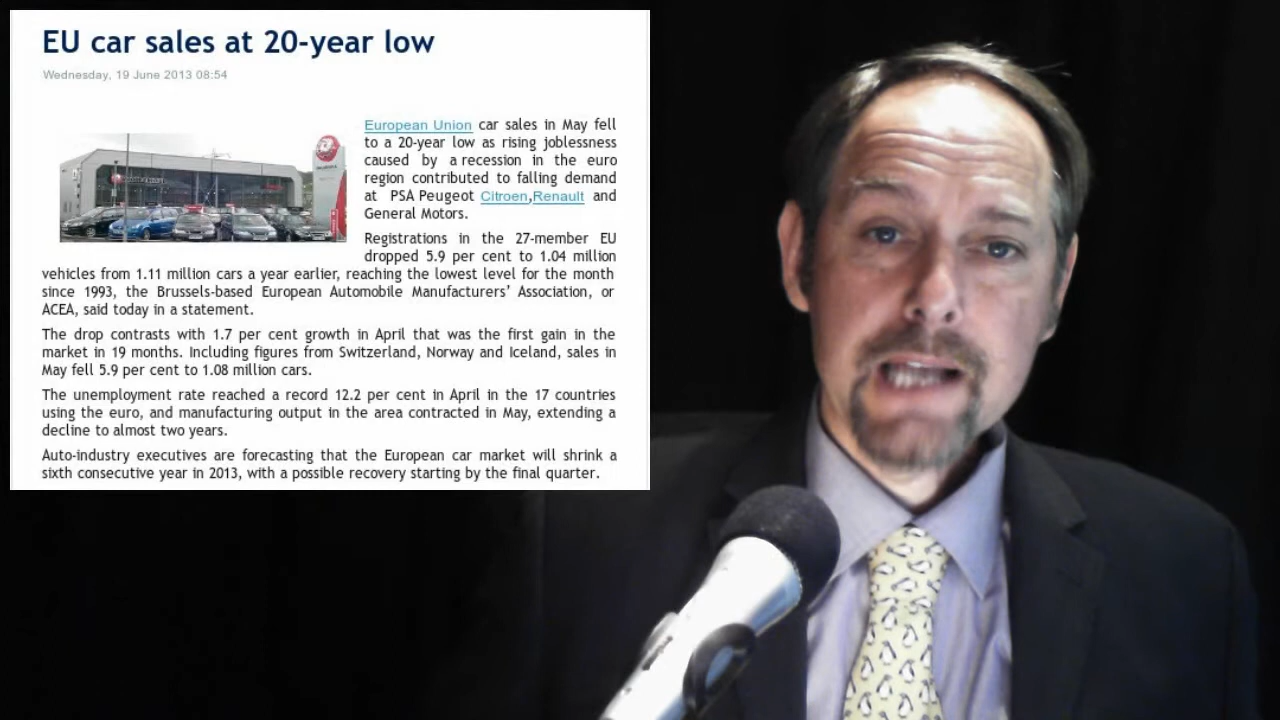 EU car sales at 20-year low
Wednesday, 19 June 2013 08:54
European Union car sales in May fell
to a 20-year low as rising joblessness
caused by a recession in the euro
region contributed to falling demand
at PSA Peugeot Citroen,Renault and
General Motors.
Registrations in the 27-member EU
dropped 5.9 per cent to 1.04 million
vehicles from 1.11 million cars a year earlier, reaching the lowest level for the month
since 1993, the Brussels-based European Automobile Manufacturers’ Association, or
ACEA, said today in a statement.
The drop contrasts with 1.7 per cent growth in April that was the first gain in the
market in 19 months. Including figures from Switzerland, Norway and Iceland, sales in
May fell 5.9 per cent to 1.08 million cars.
The unemployment rate reached a record 12.2 per cent in April in the 17 countries
using the euro, and manufacturing output in the area contracted in May, extending a
decline to almost two years.
Auto-industry executives are forecasting that the European car market will shrink a
sixth consecutive year in 2013, with a possible recovery starting by the final quarter.